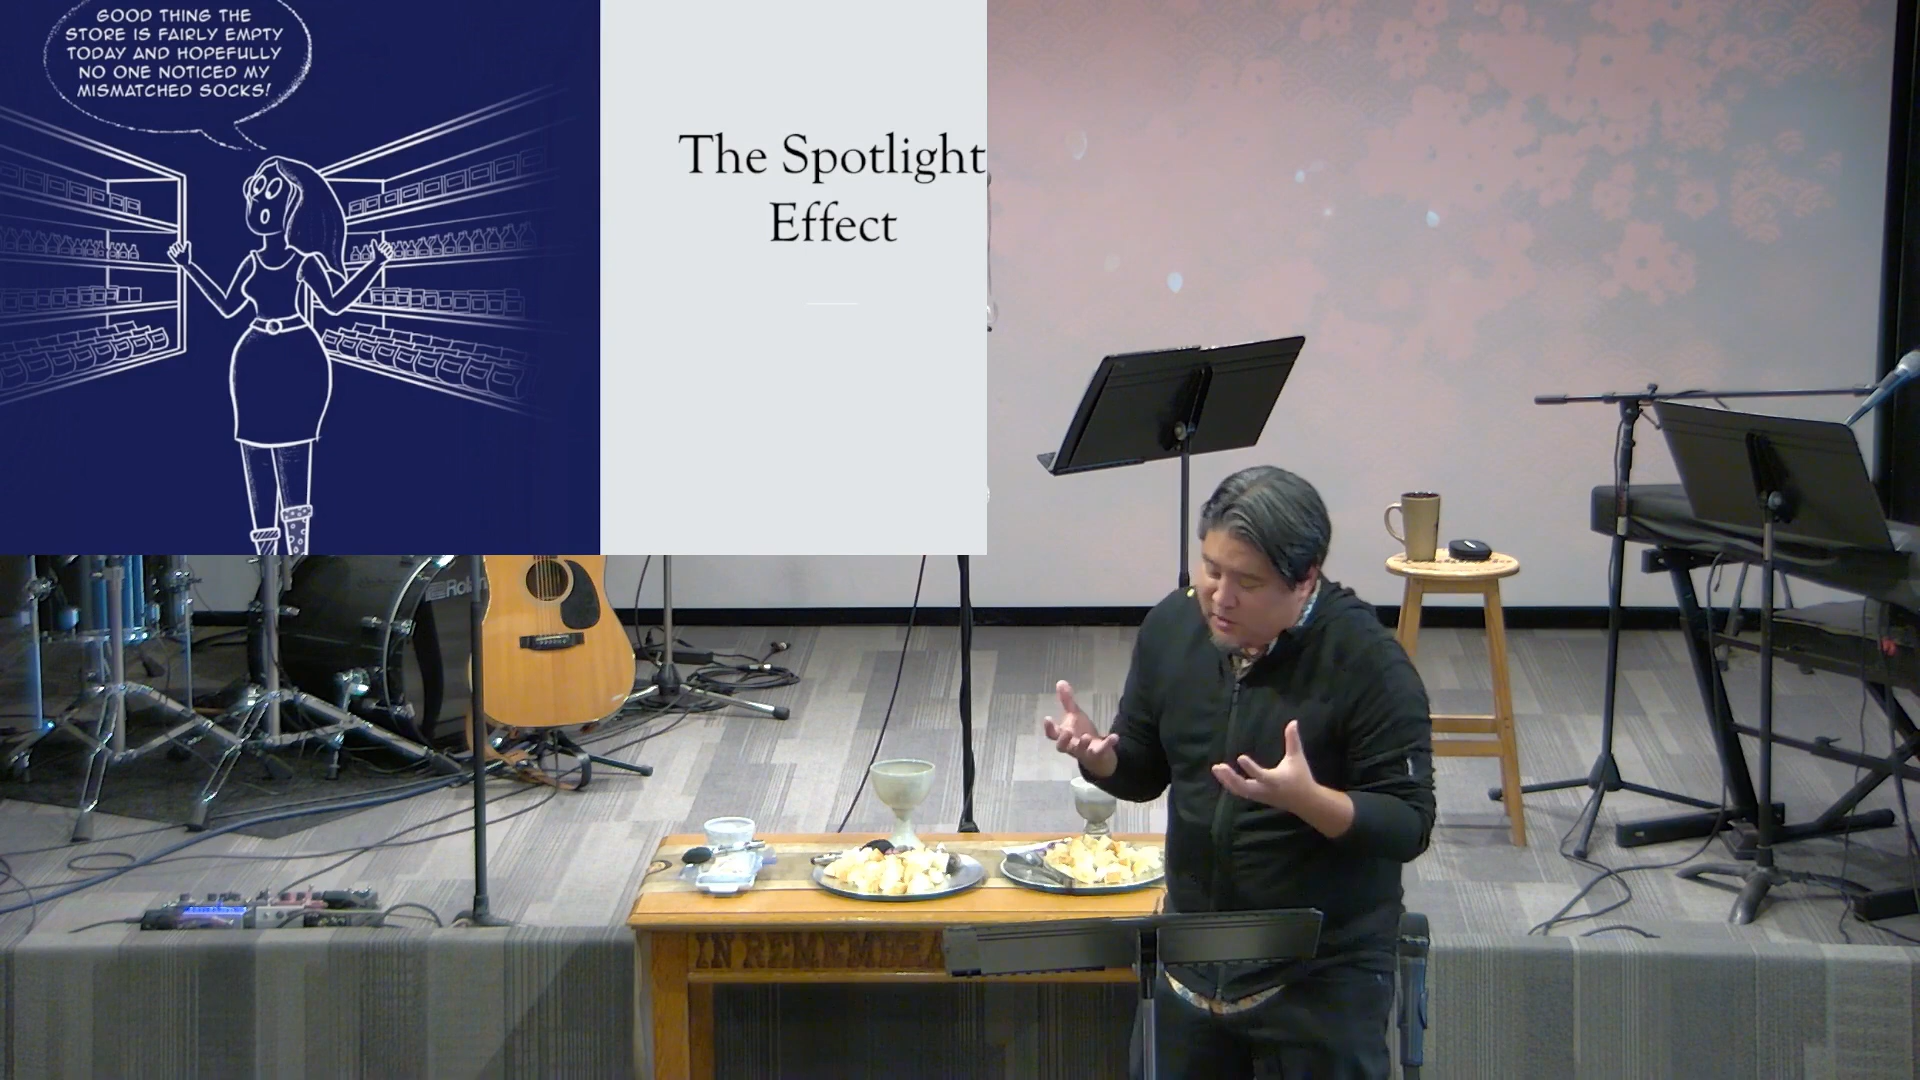 GOOD THING THE
STORE IS FAIRLY EMPTY
TODAY AND HOPEFULLY
NO ONE NOTICED MY
MISMATCHED SOCKS!
The Spotlight
Effect
Roland
IN REMEMBRA